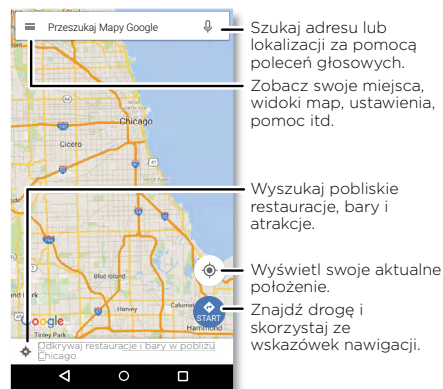 Przeszukaj Mapy Google
Szukaj adresu lub
lokalizacji za pomocą
poleceń głosowych.
Zobacz swoje miejsca,
widoki map, ustawienia,
pomoc itd.
Chicago
Cicero
41
Wyszukaj pobliskie
restauracje, bary i
atrakcje.
Wyświetl swoje aktualne
położenie.
Blue Island
Harvey
Calumet
Google
START
Hammond
Tinley Park
Znajdź drogę i
skorzystaj ze
wskazówek nawigacji.
Odkrywaj restauracje i bary w pobliżu
Chicago